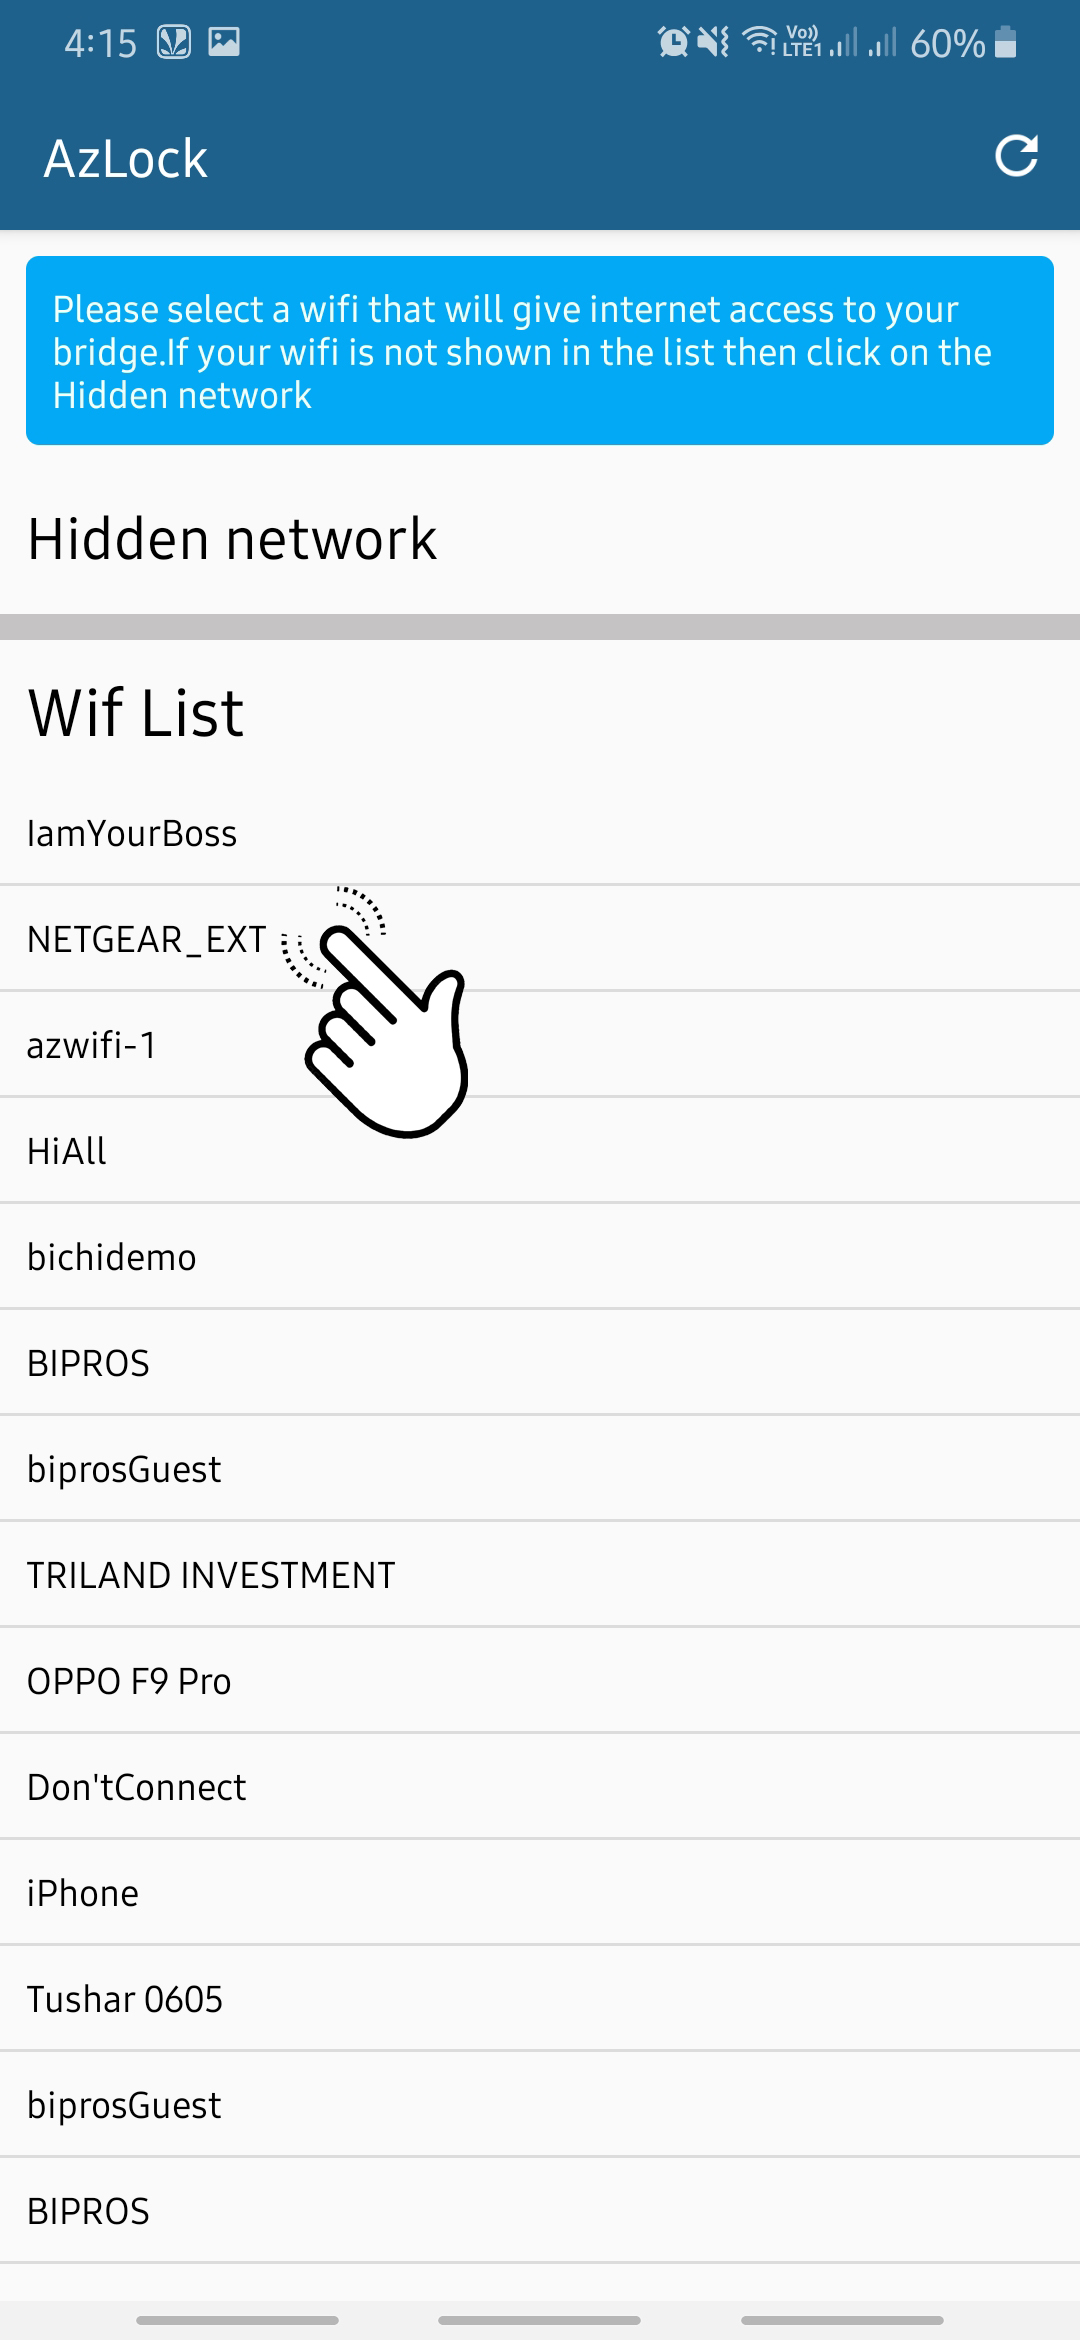 4:15
Vo)) LTE1 60%
AzLock
Please select a wifi that will give internet access to your
bridge.If your wifi is not shown in the list then click on the
Hidden network
Hidden network
Wif List
IamYourBoss
NETGEAR_EXT
azwifi-1
HiAll
bichidemo
BIPROS
biprosGuest
TRILAND INVESTMENT
OPPO F9 Pro
Don'tConnect
iPhone
Tushar 0605
biprosGuest
BIPROS